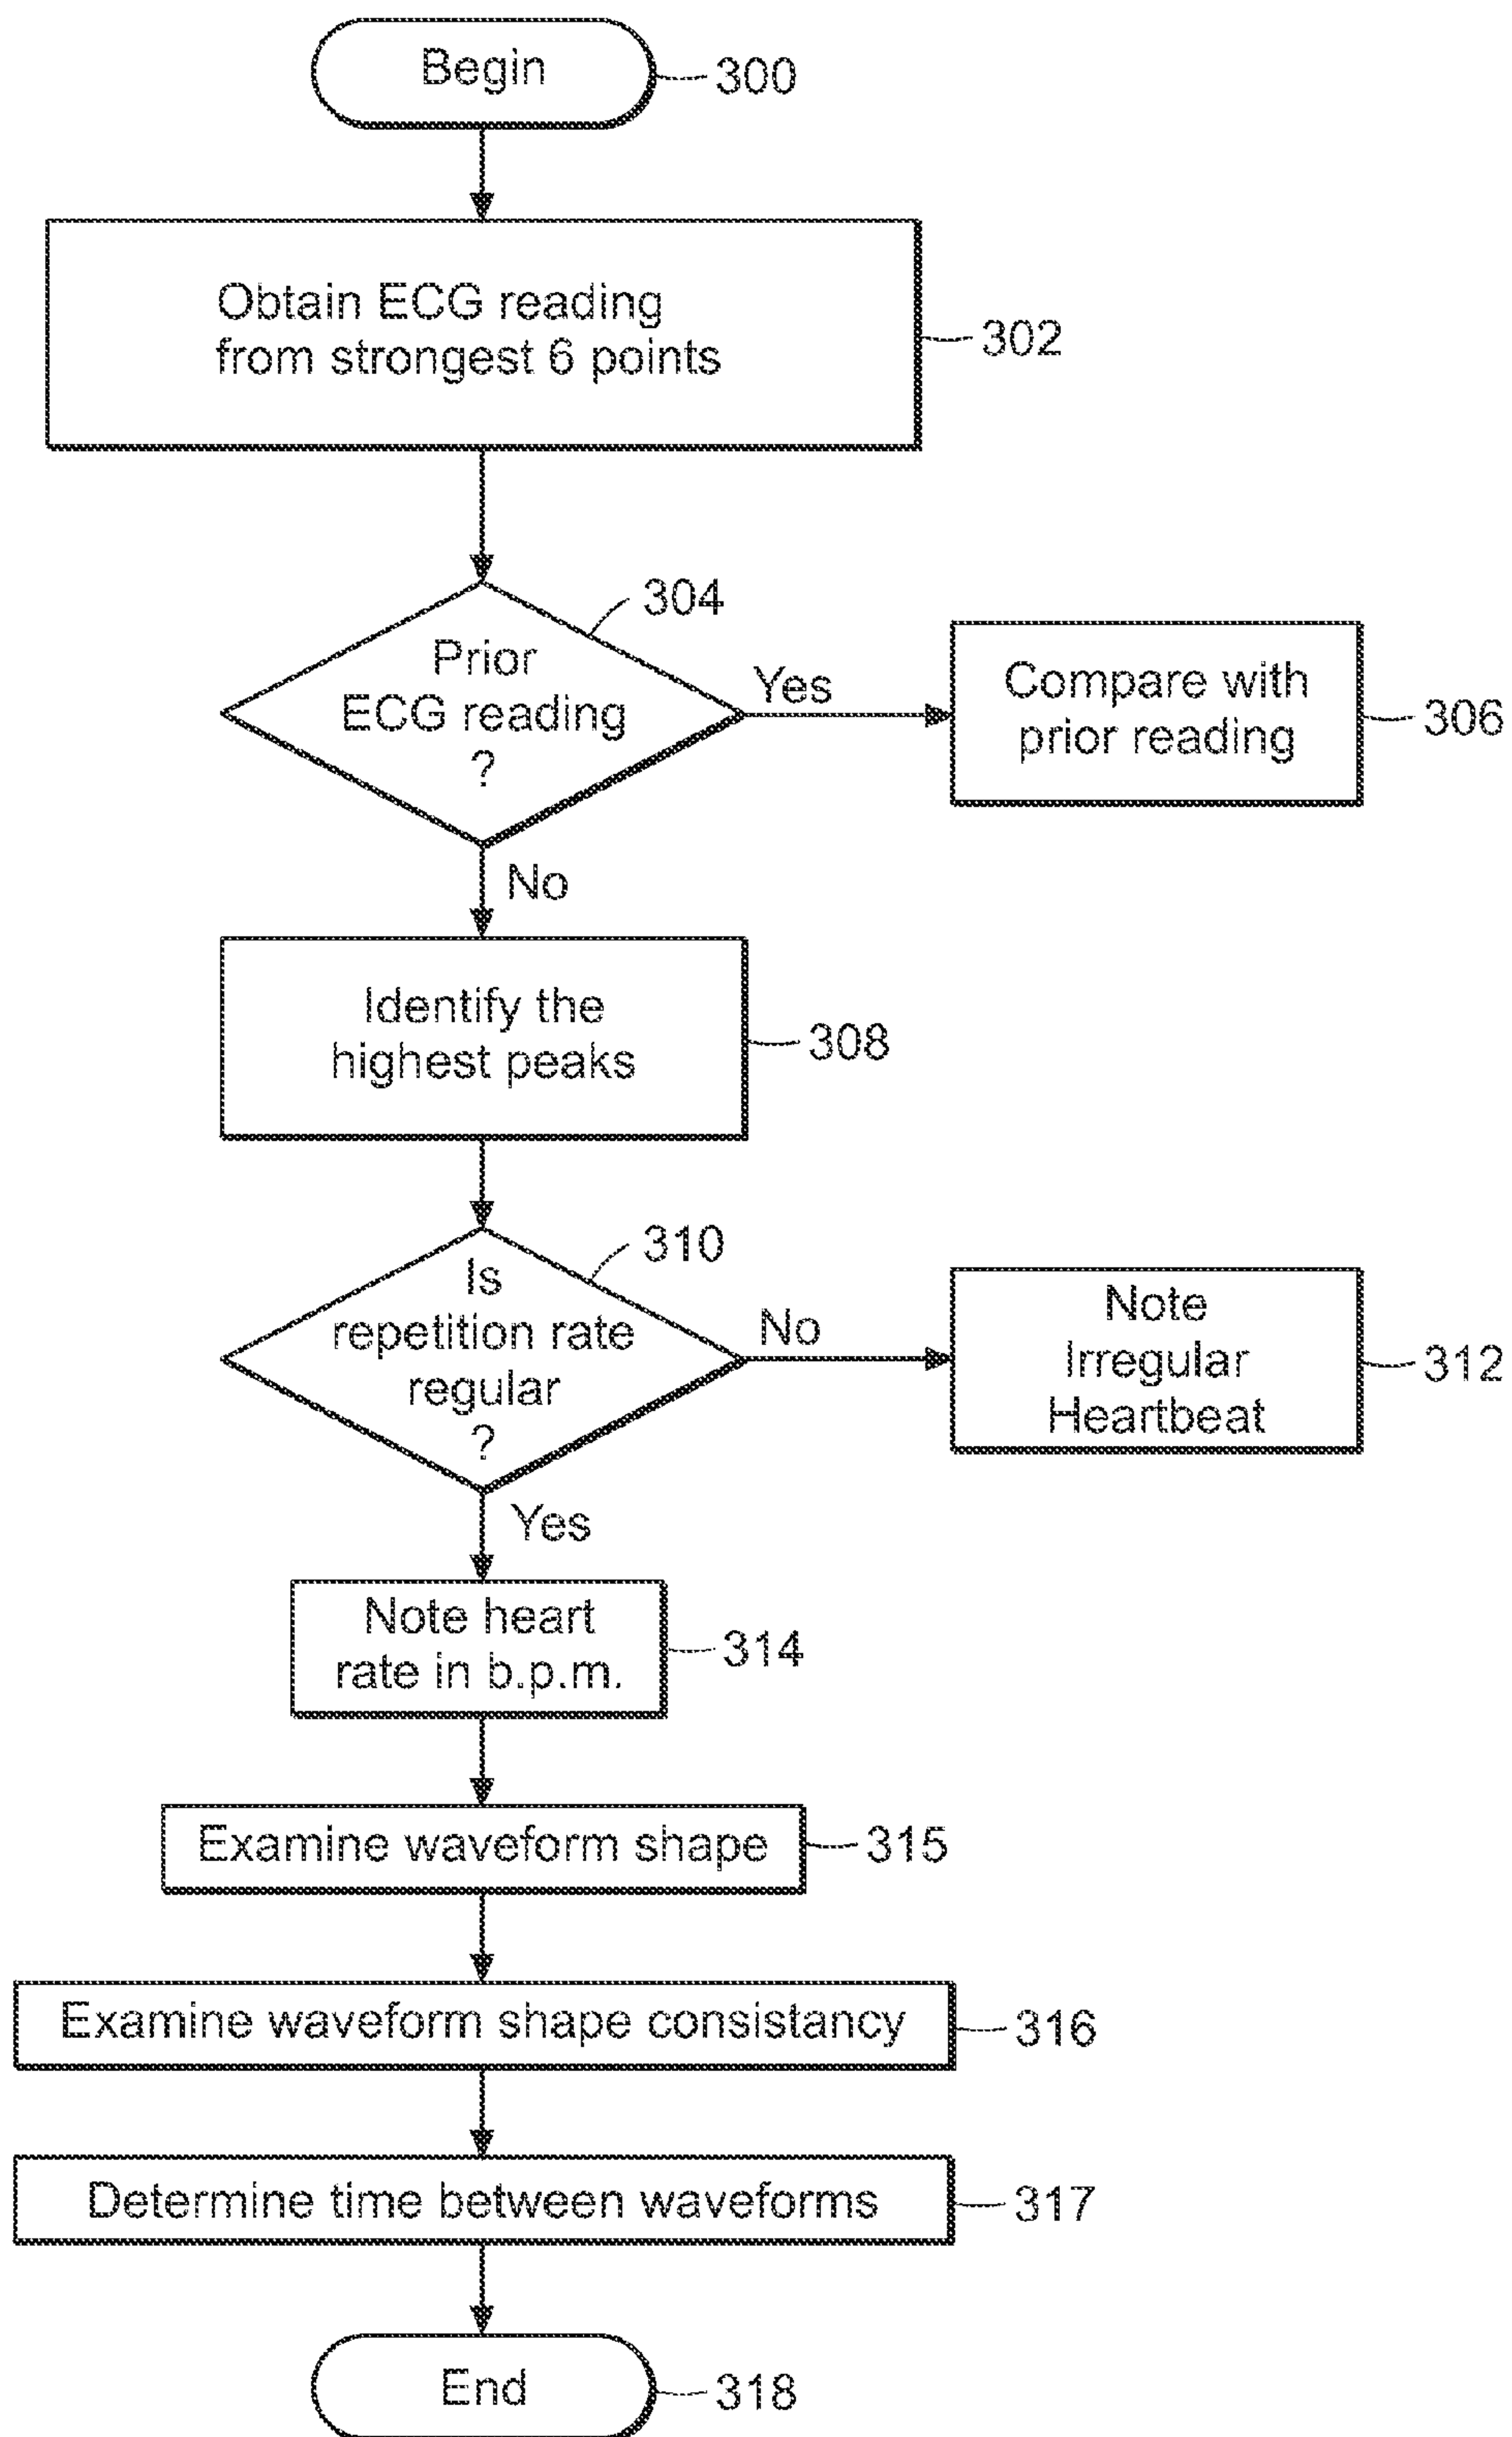 Begin
300
Obtain ECG reading
from strongest 6 points
302
304
Prior
ECG reading
?
Yes
Compare with
prior reading
306
No
Identify the
highest peaks
308
310
Is
repetition rate
regular
?
No
Note
Irregular
Heartbeat
312
Yes
Note heart
rate in b.p.m.
314
Examine waveform shape
315
Examine waveform shape consistancy
316
Determine time between waveforms
317
End
318